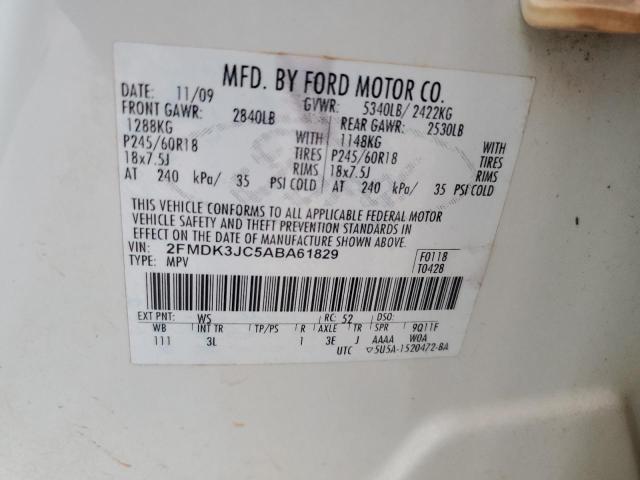 MFD. BY FORD MOTOR CO.
DATE: 11/09 GVWR: 5340LB/ 2422KG
FRONT GAWR: 2840LB REAR GAWR: 2530LB
1288KG WITH 1148KG WITH
P245/60R18 TIRES P245/60R18 TIRES
18x7.5J RIMS 18x7.5J RIMS
AT 240 kPa/ 35 PSI COLD AT 240 kPa/ 35 PSI COLD
THIS VEHICLE CONFORMS TO ALL APPLICABLE FEDERAL MOTOR
VEHICLE SAFETY AND THEFT PREVENTION STANDARDS IN
EFFECT ON THE DATE OF MANUFACTURE SHOWN ABOVE.
VIN: 2FMDK3JC5ABA61829 F0118
TYPE: MPV T0428
EXT PNT: WS RC: 52 DSO:
WB INT TR TP/PS R AXLE TR SPR 9Q11F
111 3L 1 3E J AAAA WOA
UTC 5U5A-1520472-BA